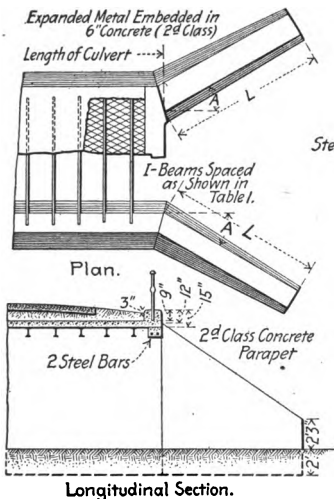 Expanded Metal Embedded in
6" Concrete (2d Class)
Length of Culvert
A
L
Ste
I-Beams Spaced
as Shown in
Table I.
A
L
Plan.
3"
9"
12"
15"
2d Class Concrete
Parapet
2 Steel Bars
2'3"
2'
Longitudinal Section.